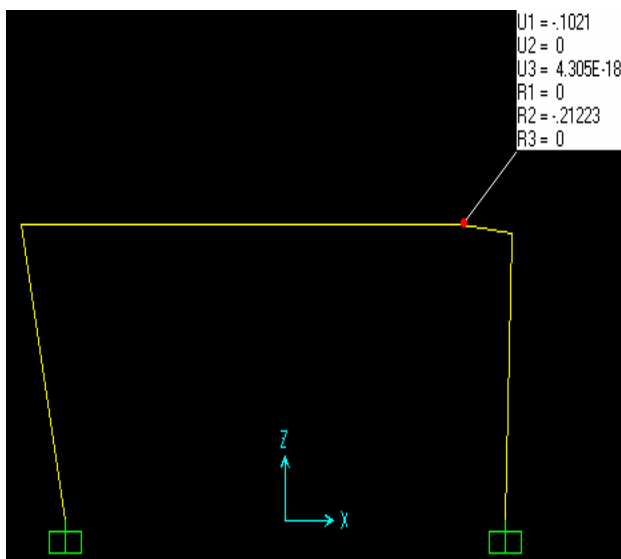 U1 = -.1021
U2 = 0
U3 = 4.305E-18
R1 = 0
R2 = -.21223
R3 = 0
Z
X